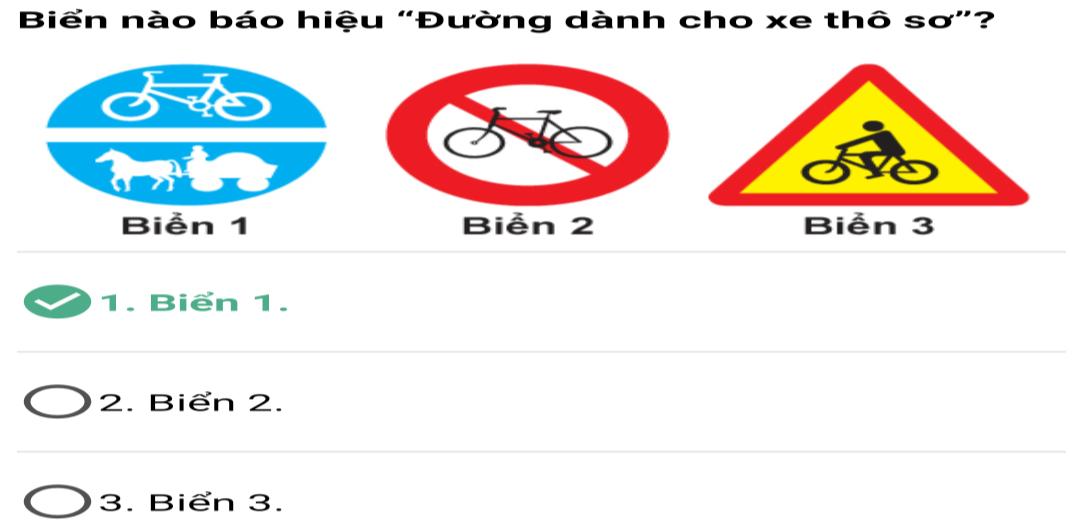 Biển nào báo hiệu “Đường dành cho xe thô sơ”?
Biển 1 Biển 2 Biển 3
1. Biển 1.
2. Biển 2.
3. Biển 3.